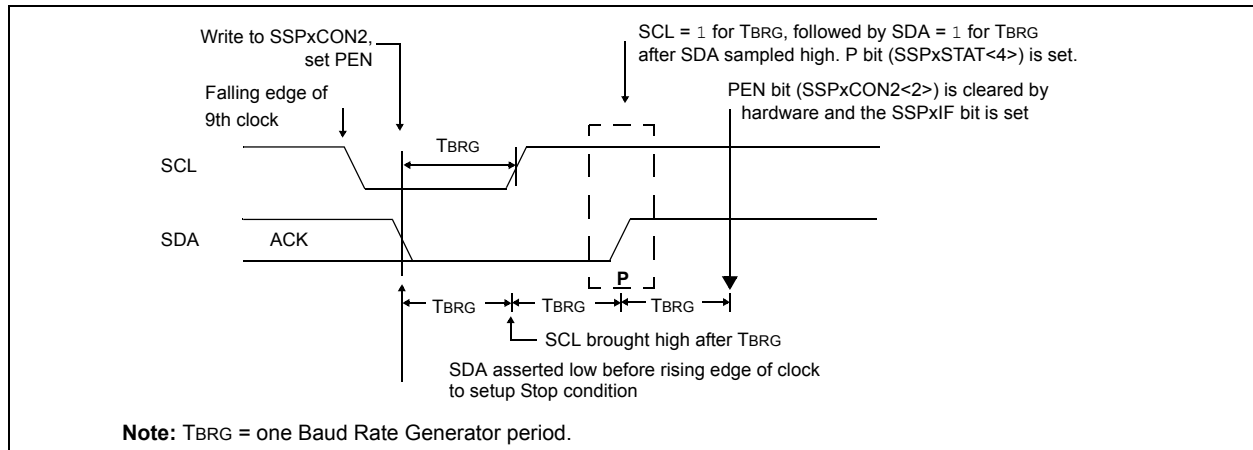 Write to SSPxCON2,
set PEN
SCL = 1 for TBRG, followed by SDA = 1 for TBRG
after SDA sampled high. P bit (SSPxSTAT<4>) is set.
PEN bit (SSPxCON2<2>) is cleared by
hardware and the SSPxIF bit is set
Falling edge of
9th clock
TBRG
SCL
SDA
ACK
P
TBRG
TBRG
TBRG
SCL brought high after TBRG
SDA asserted low before rising edge of clock
to setup Stop condition
Note: TBRG = one Baud Rate Generator period.